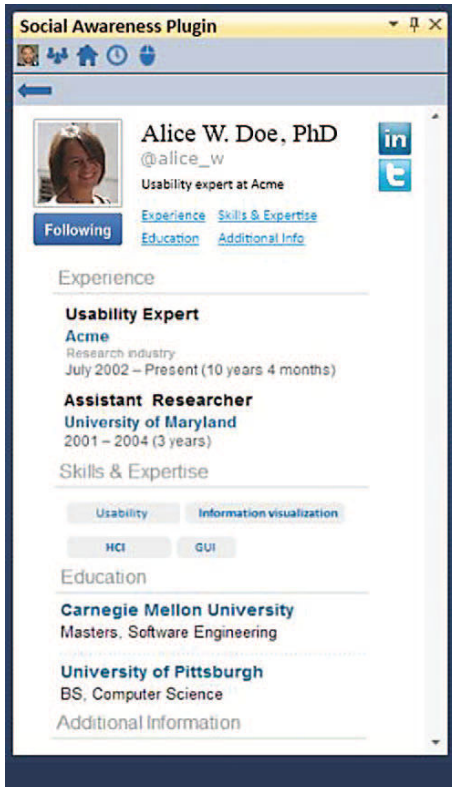 Social Awareness Plugin
Alice W. Doe, PhD
@alice_w
Usability expert at Acme
in
t
Following
Experience Skills & Expertise
Education Additional Info
Experience
Usability Expert
Acme
Research industry
July 2002 – Present (10 years 4 months)
Assistant Researcher
University of Maryland
2001 – 2004 (3 years)
Skills & Expertise
Usability Information visualization
HCI GUI
Education
Carnegie Mellon University
Masters, Software Engineering
University of Pittsburgh
BS, Computer Science
Additional Information